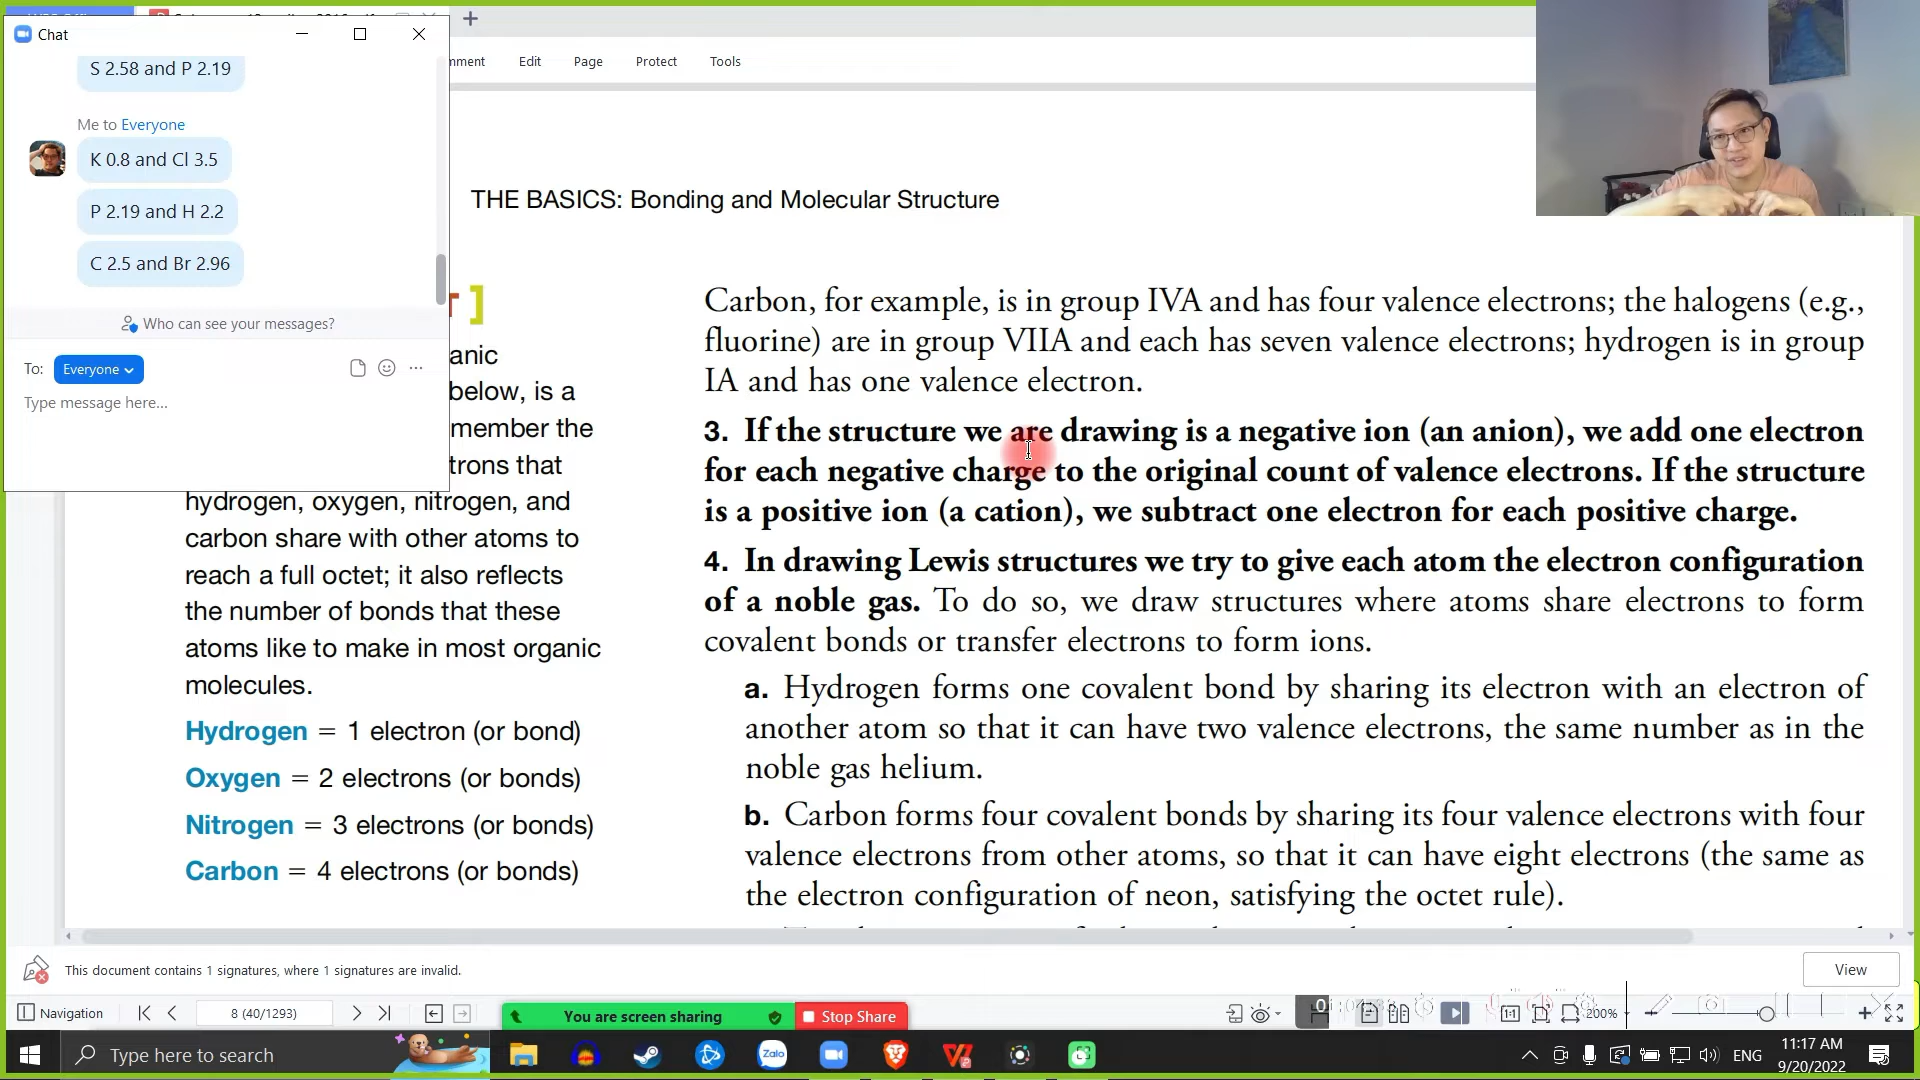 Chat
S 2.58 and P 2.19
Me to Everyone
K 0.8 and Cl 3.5
P 2.19 and H 2.2
C 2.5 and Br 2.96
Who can see your messages?
To: Everyone
Type message here...
Edit Page Protect Tools
THE BASICS: Bonding and Molecular Structure
]
anic
below, is a
member the
trons that
hydrogen, oxygen, nitrogen, and
carbon share with other atoms to
reach a full octet; it also reflects
the number of bonds that these
atoms like to make in most organic
molecules.
Hydrogen = 1 electron (or bond)
Oxygen = 2 electrons (or bonds)
Nitrogen = 3 electrons (or bonds)
Carbon = 4 electrons (or bonds)
Carbon, for example, is in group IVA and has four valence electrons; the halogens (e.g.,
fluorine) are in group VIIA and each has seven valence electrons; hydrogen is in group
IA and has one valence electron.
3. If the structure we are drawing is a negative ion (an anion), we add one electron
for each negative charge to the original count of valence electrons. If the structure
is a positive ion (a cation), we subtract one electron for each positive charge.
4. In drawing Lewis structures we try to give each atom the electron configuration
of a noble gas. To do so, we draw structures where atoms share electrons to form
covalent bonds or transfer electrons to form ions.
a. Hydrogen forms one covalent bond by sharing its electron with an electron of
another atom so that it can have two valence electrons, the same number as in the
noble gas helium.
b. Carbon forms four covalent bonds by sharing its four valence electrons with four
valence electrons from other atoms, so that it can have eight electrons (the same as
the electron configuration of neon, satisfying the octet rule).
This document contains 1 signatures, where 1 signatures are invalid.
View
Navigation
8 (40/1293)
You are screen sharing
Stop Share
200%
Type here to search
Zalo
ENG
11:17 AM
9/20/2022